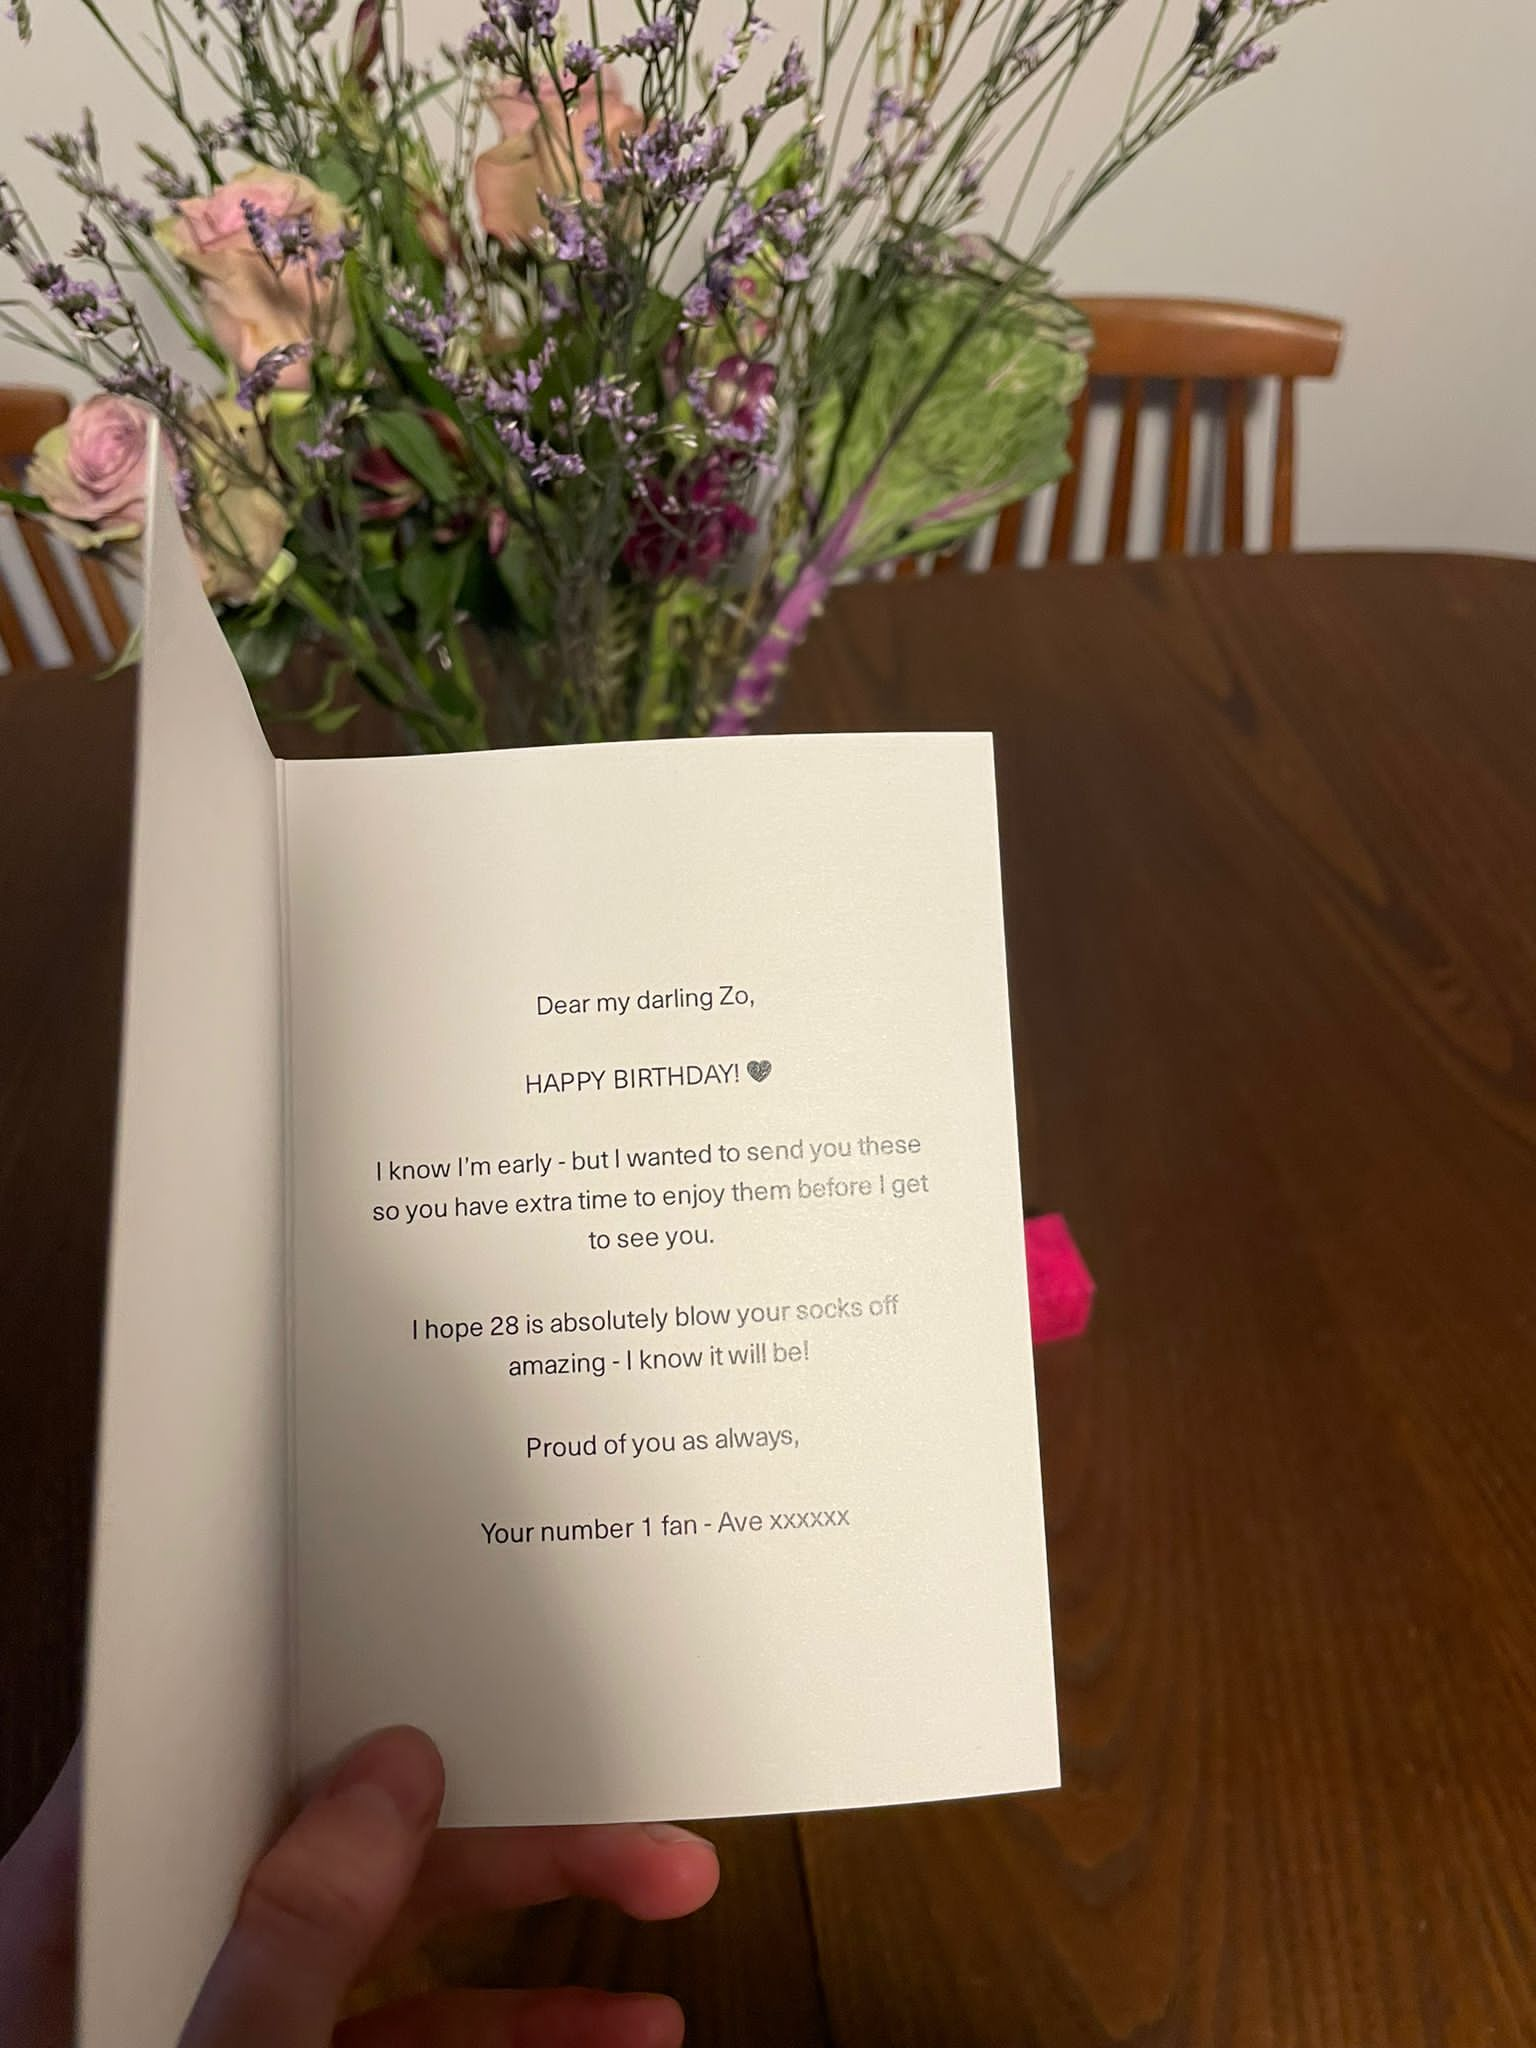 Dear my darling Zo,
HAPPY BIRTHDAY! 🖤
I know I'm early - but I wanted to send you these
so you have extra time to enjoy them before I get
to see you.
I hope 28 is absolutely blow your socks off
amazing - I know it will be!
Proud of you as always,
Your number 1 fan - Ave xxxxxx